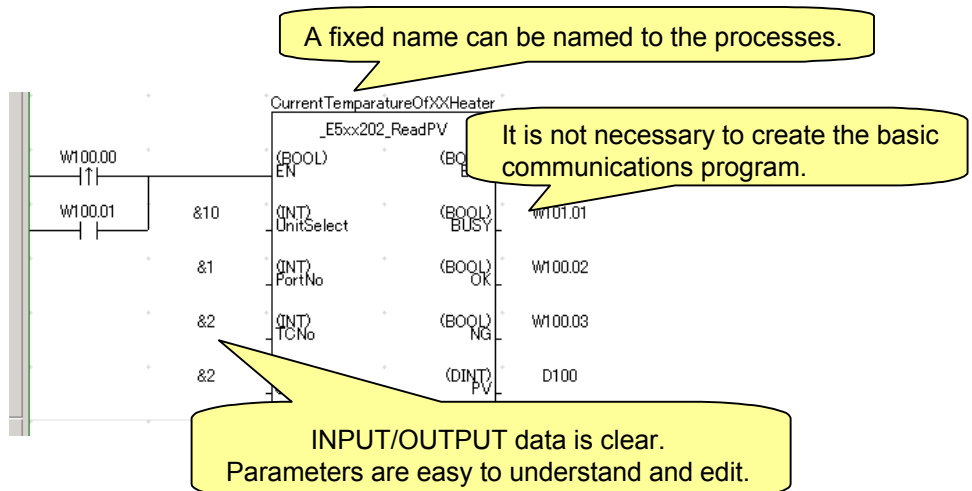 A fixed name can be named to the processes.
CurrentTemparatureOfXXHeater
_E5xx202_ReadPV
It is not necessary to create the basic
communications program.
W100.00
(BOOL)
EN
W100.01
&10
(INT)
UnitSelect
(BOOL)
BUSY
W101.01
&1
(INT)
PortNo
(BOOL)
OK
W100.02
&2
(INT)
TCNo
(BOOL)
NG
W100.03
&2
(DINT)
PV
D100
INPUT/OUTPUT data is clear.
Parameters are easy to understand and edit.